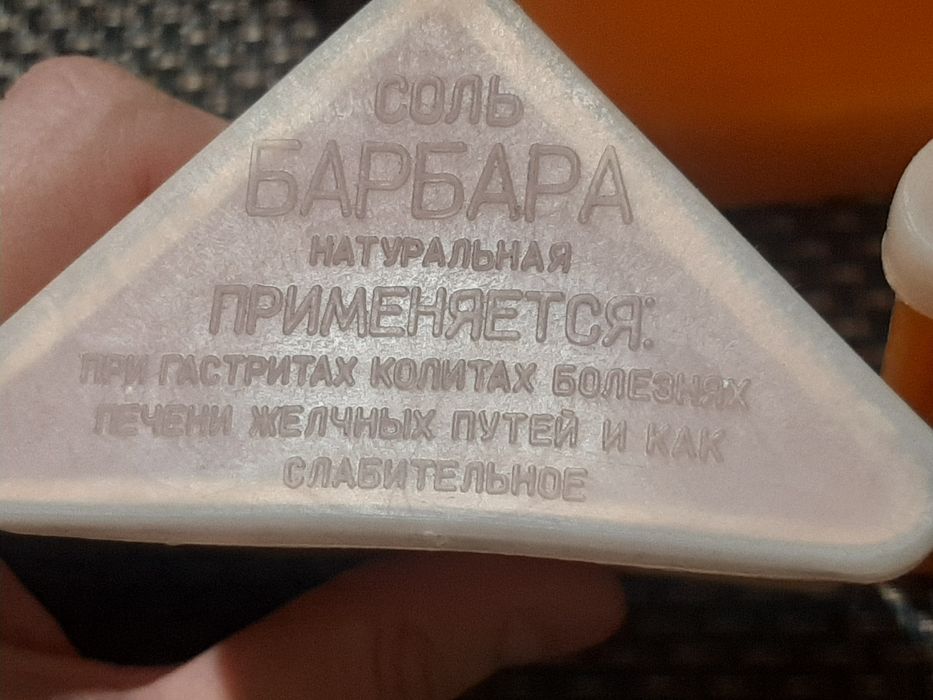 СОЛЬ
БАРБАРА
НАТУРАЛЬНАЯ
ПРИМЕНЯЕТСЯ:
ПРИ ГАСТРИТАХ КОЛИТАХ БОЛЕЗНЯХ
ПЕЧЕНИ ЖЕЛЧНЫХ ПУТЕЙ И КАК
СЛАБИТЕЛЬНОЕ